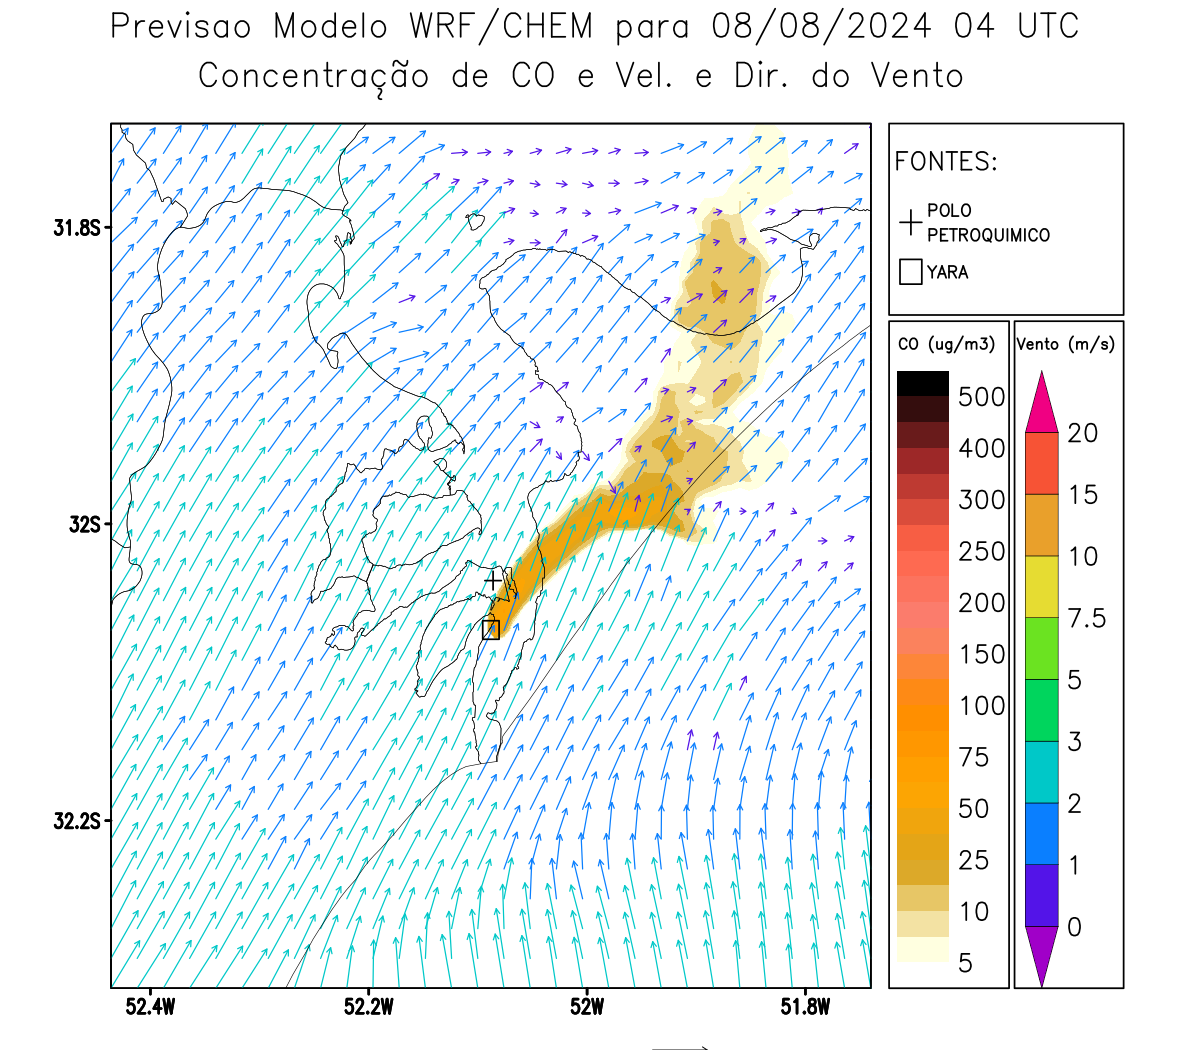 Previsao Modelo WRF/CHEM para 08/08/2024 04 UTC
Concentração de CO e Vel. e Dir. do Vento
FONTES:
POLO
PETROQUIMICO
YARA
CO (ug/m3)
500
400
300
250
200
150
100
75
50
25
10
5
Vento (m/s)
20
15
10
7.5
5
3
2
1
0
31.8S
32S
32.2S
52.4W
52.2W
52W
51.8W